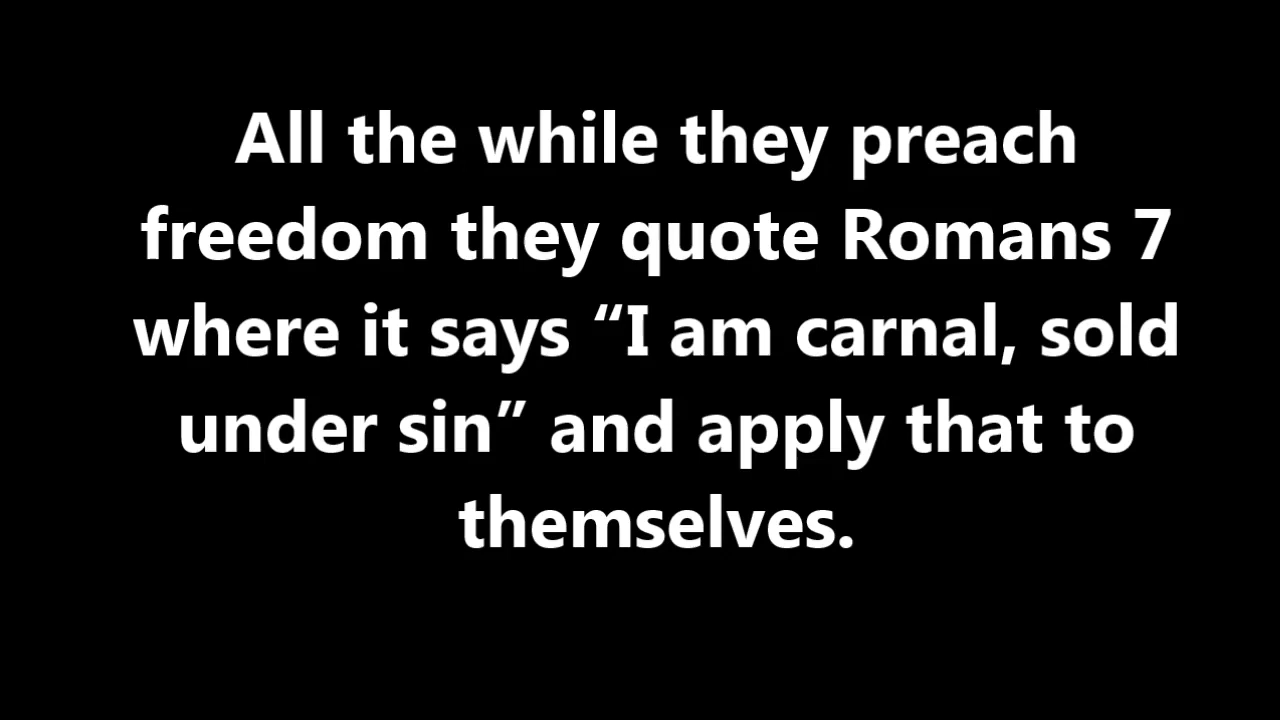 All the while they preach
freedom they quote Romans 7
where it says “I am carnal, sold
under sin” and apply that to
themselves.